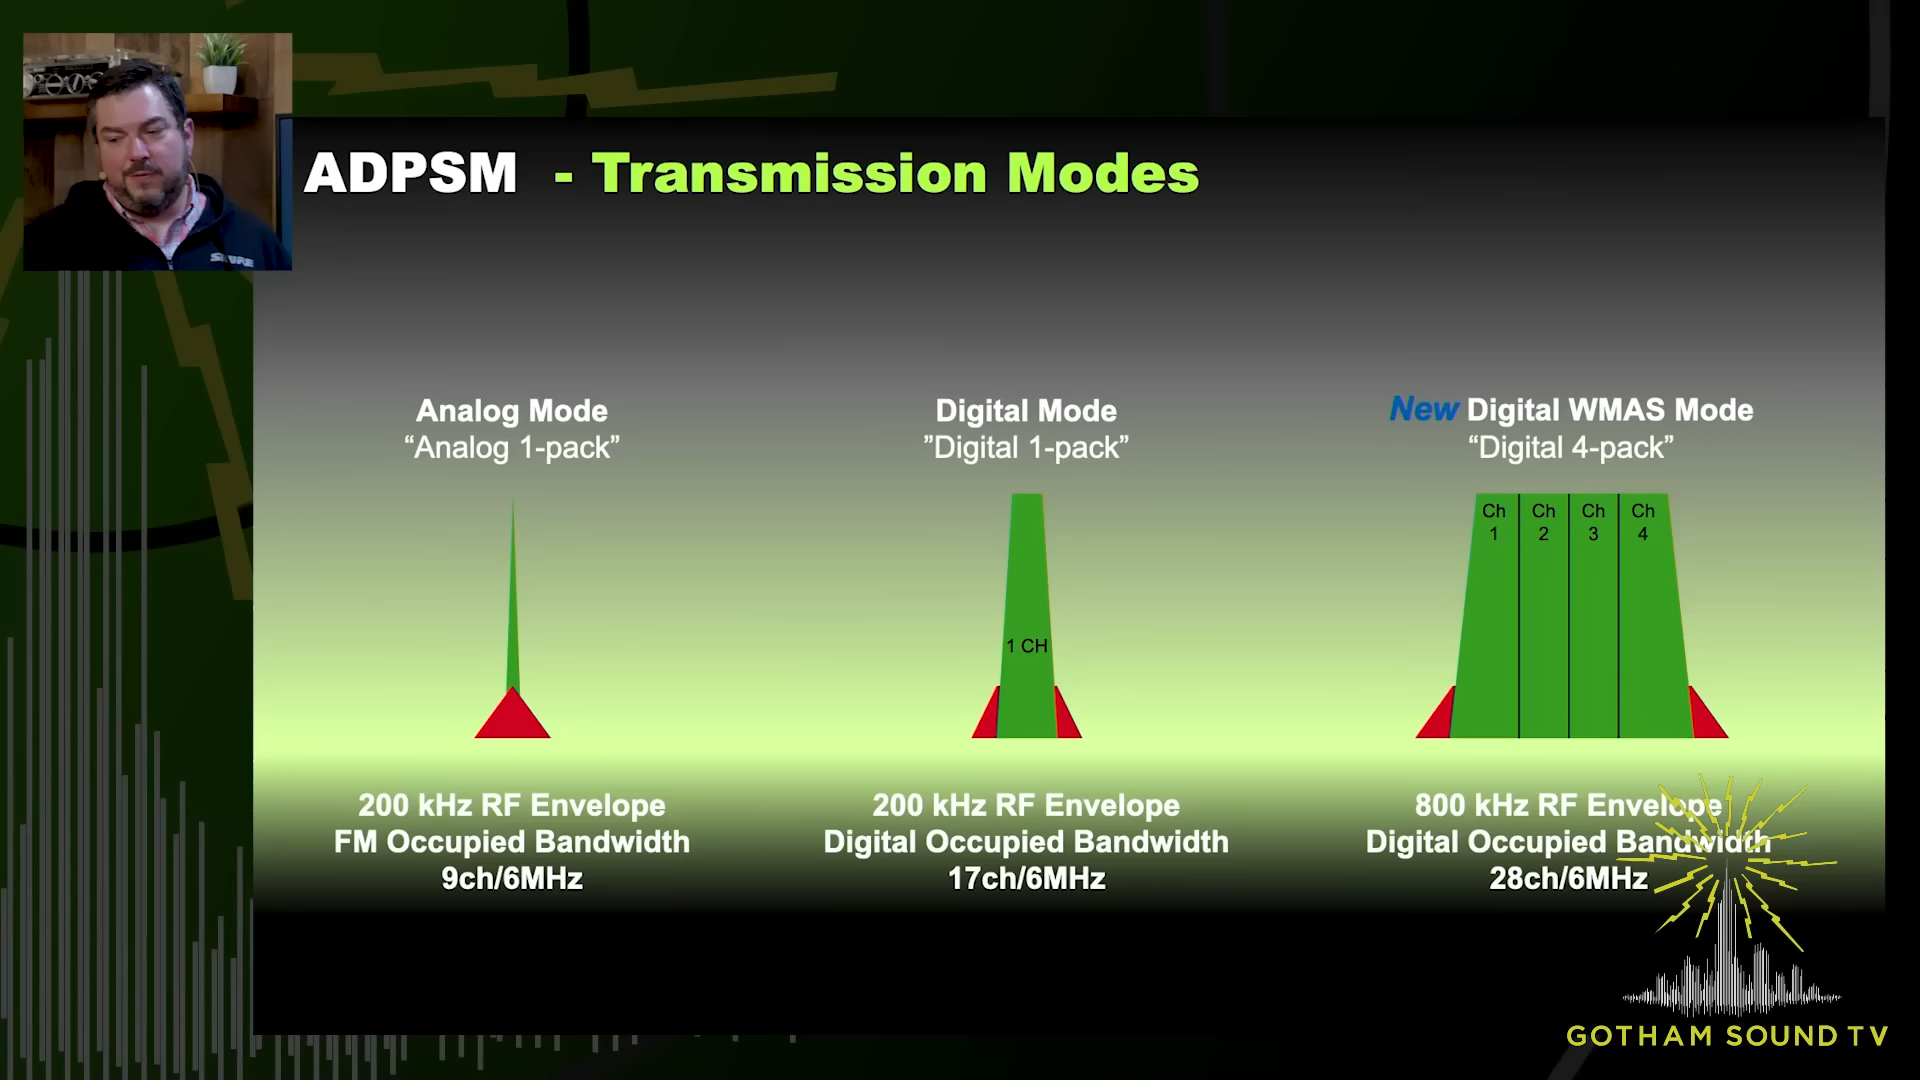 SHURE
ADPSM - Transmission Modes
Analog Mode
“Analog 1-pack”
200 kHz RF Envelope
FM Occupied Bandwidth
9ch/6MHz
Digital Mode
”Digital 1-pack”
1 CH
200 kHz RF Envelope
Digital Occupied Bandwidth
17ch/6MHz
New Digital WMAS Mode
“Digital 4-pack”
Ch 1
Ch 2
Ch 3
Ch 4
800 kHz RF Envelope
Digital Occupied Bandwidth
28ch/6MHz
GOTHAM SOUND TV